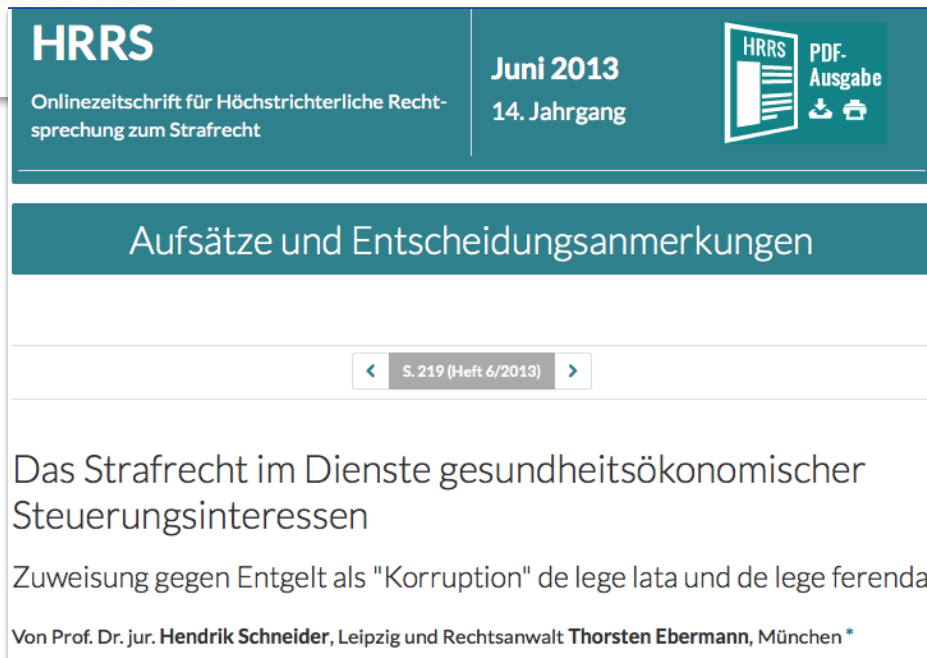 HRRS
Onlinezeitschrift für Höchstrichterliche Recht-
sprechung zum Strafrecht
Juni 2013
14. Jahrgang
HRRS
PDF-
Ausgabe
Aufsätze und Entscheidungsanmerkungen
S. 219 (Heft 6/2013)
Das Strafrecht im Dienste gesundheitsökonomischer
Steuerungsinteressen
Zuweisung gegen Entgelt als "Korruption" de lege lata und de lege ferenda
Von Prof. Dr. jur. Hendrik Schneider, Leipzig und Rechtsanwalt Thorsten Ebermann, München *